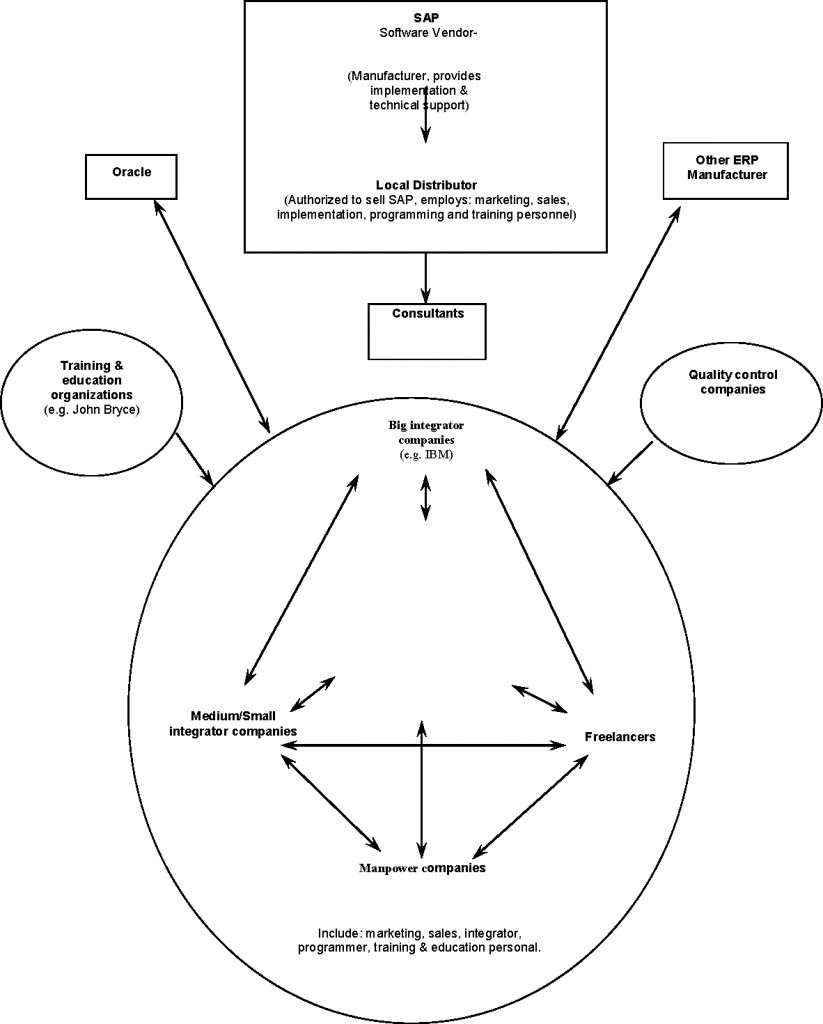 SAP
Software Vendor-
(Manufacturer, provides
implementation &
technical support)
Local Distributor
(Authorized to sell SAP, employs: marketing, sales,
implementation, programming and training personnel)
Oracle
Other ERP
Manufacturer
Consultants
Training &
education
organizations
(e.g. John Bryce)
Quality control
companies
Big integrator
companies
(e.g. IBM)
Medium/Small
integrator companies
Freelancers
Manpower companies
Include: marketing, sales, integrator,
programmer, training & education personal.